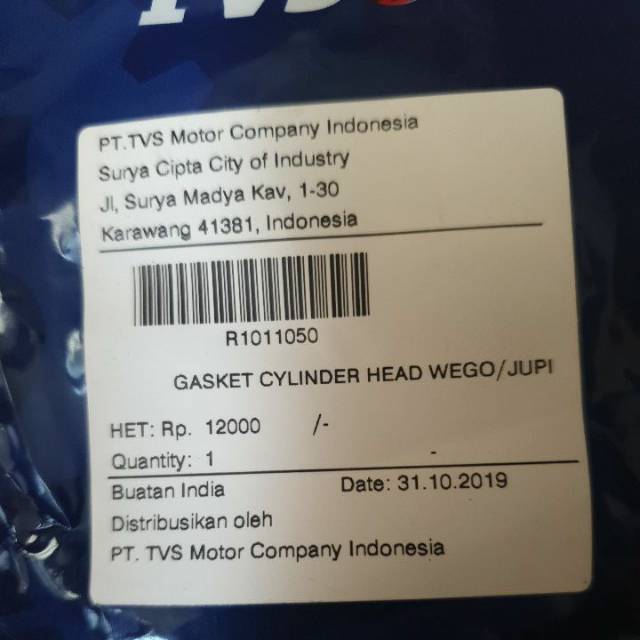 TVS
PT.TVS Motor Company Indonesia
Surya Cipta City of Industry
Jl, Surya Madya Kav, 1-30
Karawang 41381, Indonesia
R1011050
GASKET CYLINDER HEAD WEGO/JUPI
HET: Rp. 12000 /-
Quantity: 1 -
Buatan India Date: 31.10.2019
Distribusikan oleh
PT. TVS Motor Company Indonesia